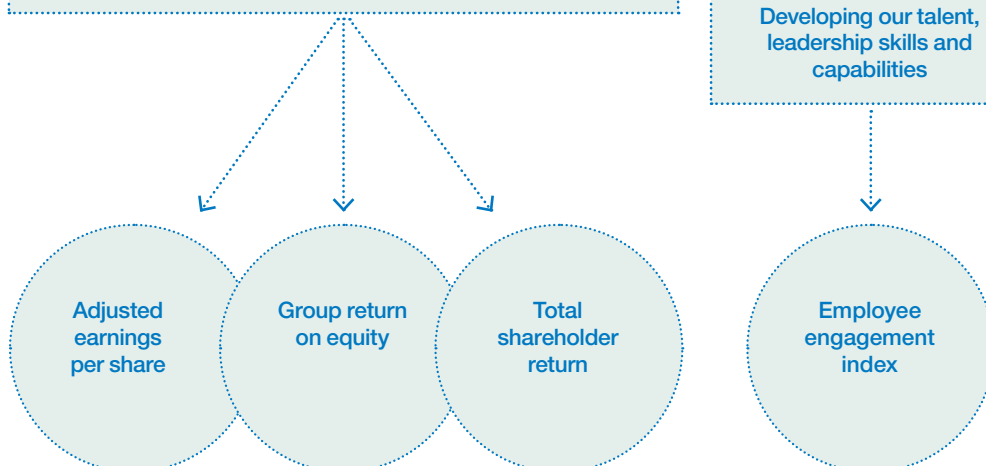 Developing our talent,
leadership skills and
capabilities
Adjusted
earnings
per share
Group return
on equity
Total
shareholder
return
Employee
engagement
index